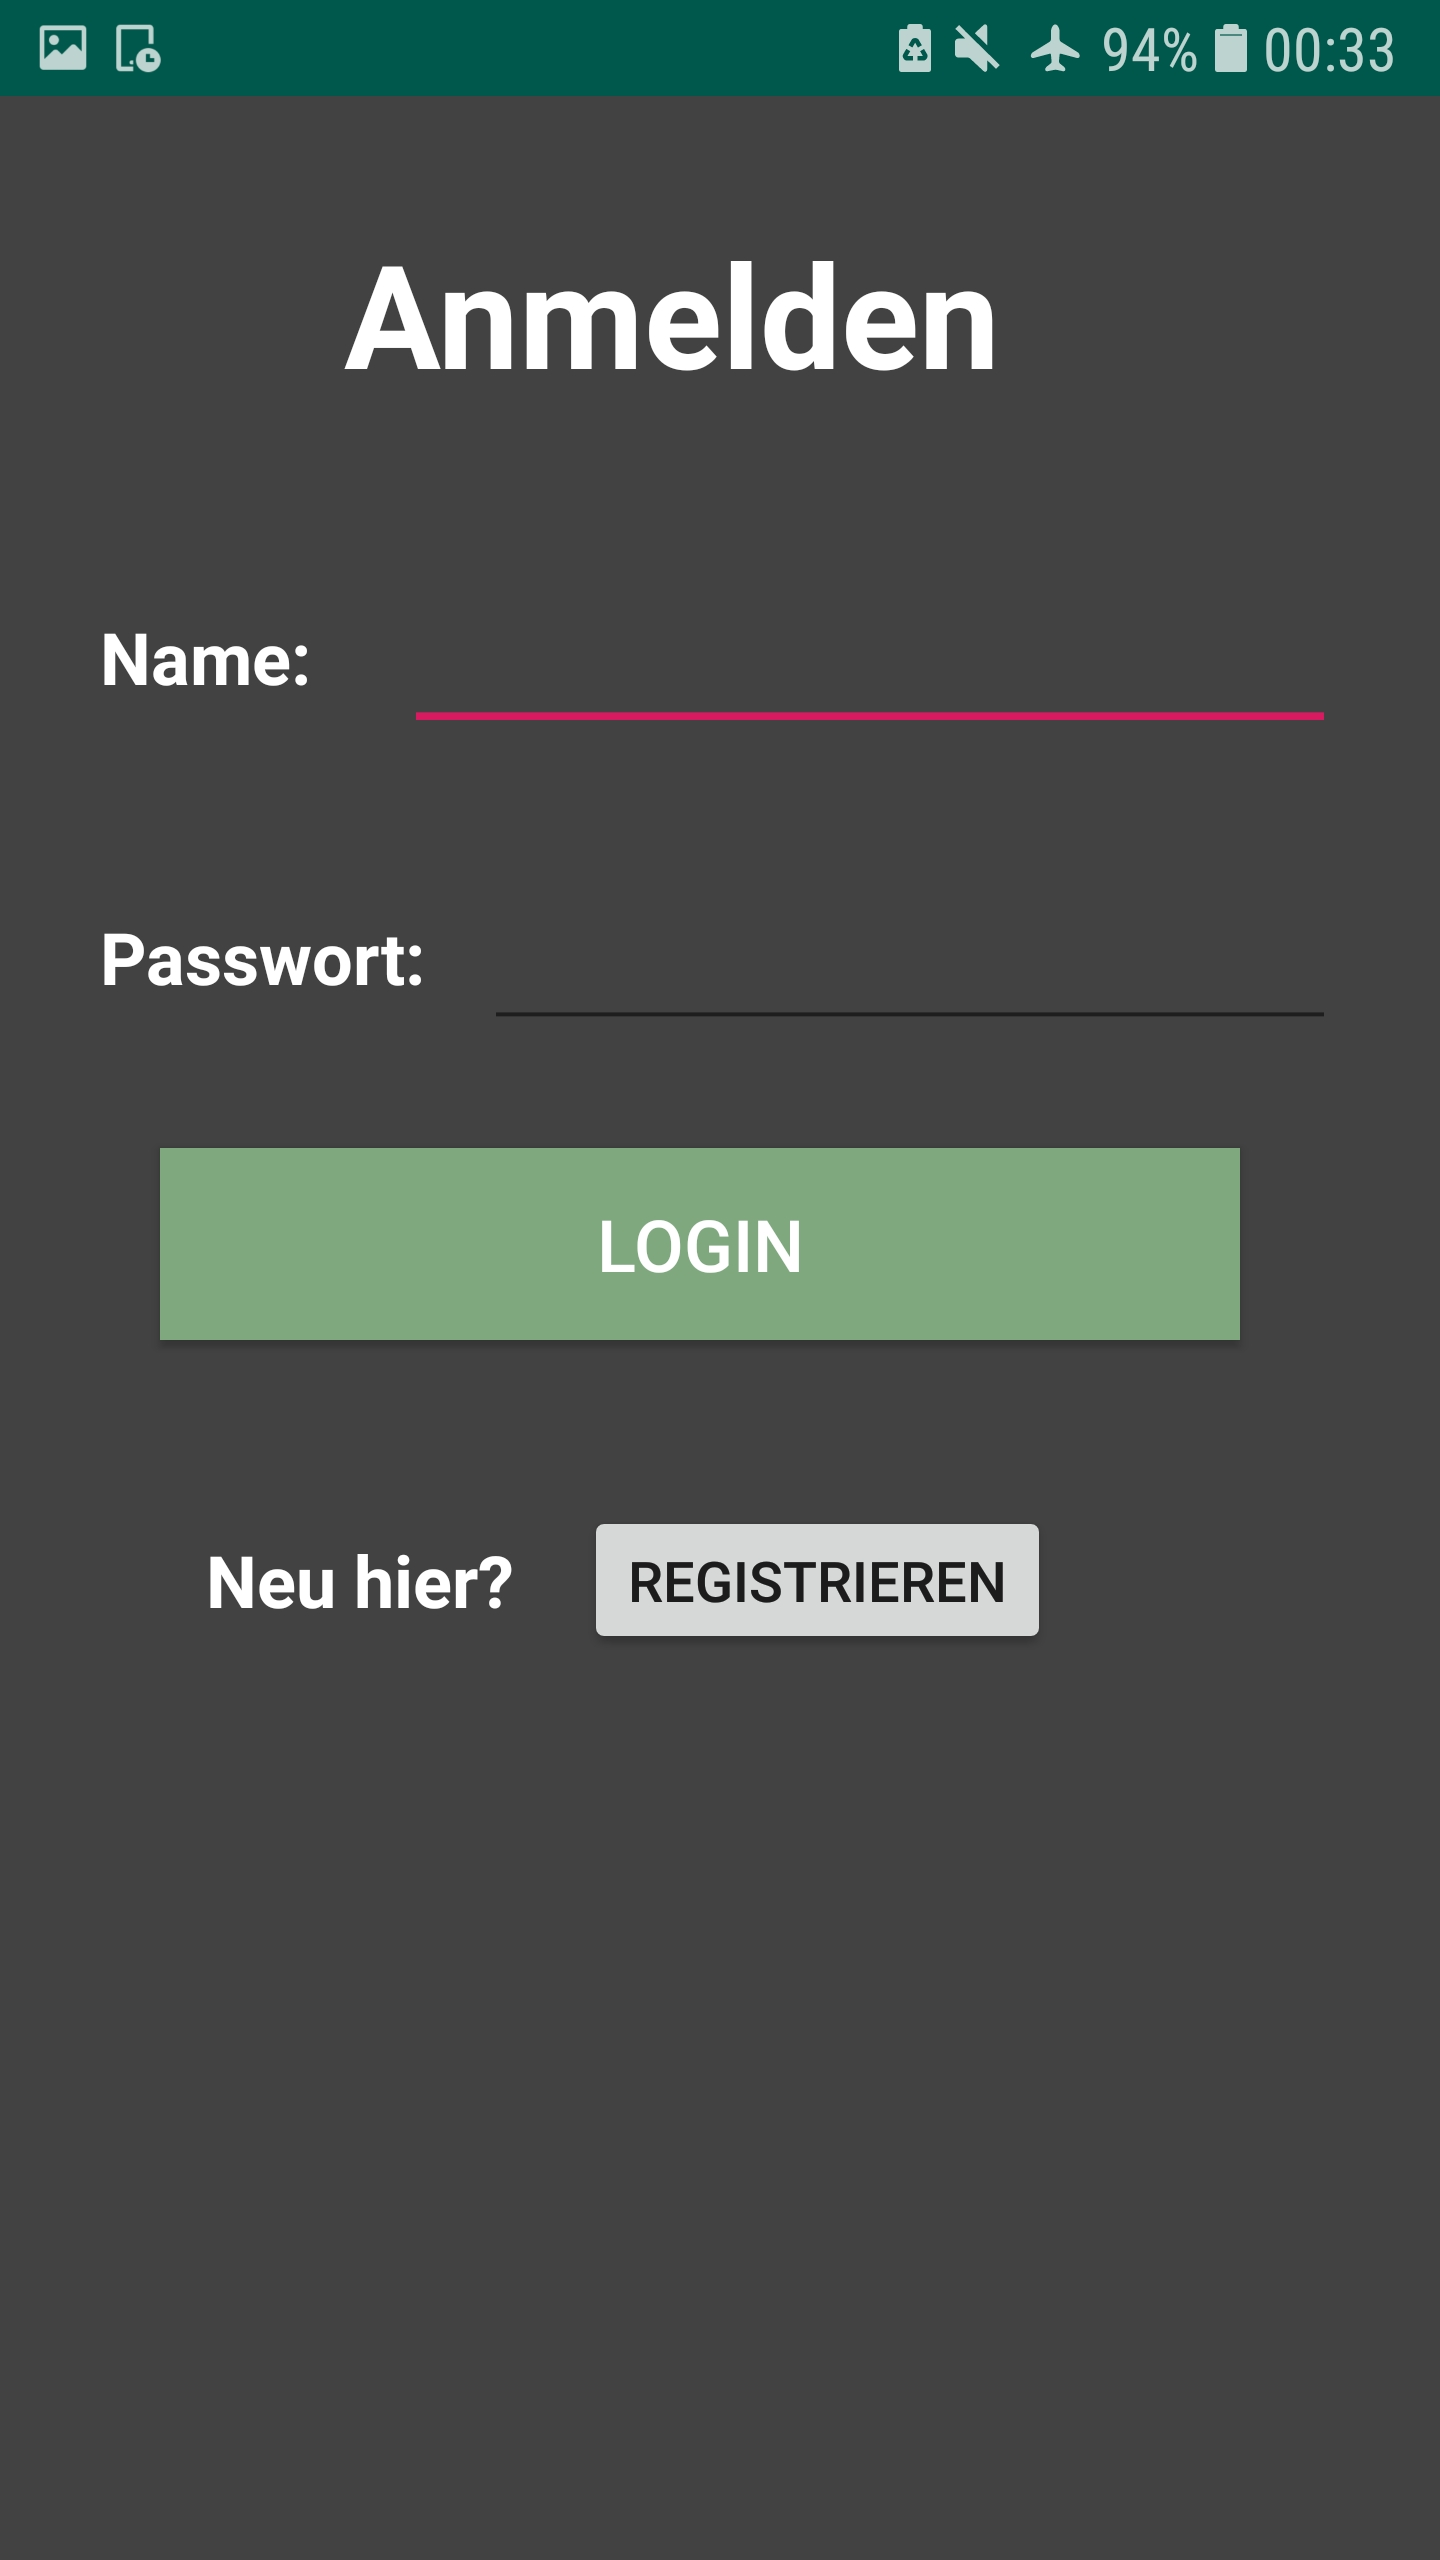 94% 00:33
Anmelden
Name:
Passwort:
LOGIN
Neu hier? REGISTRIEREN